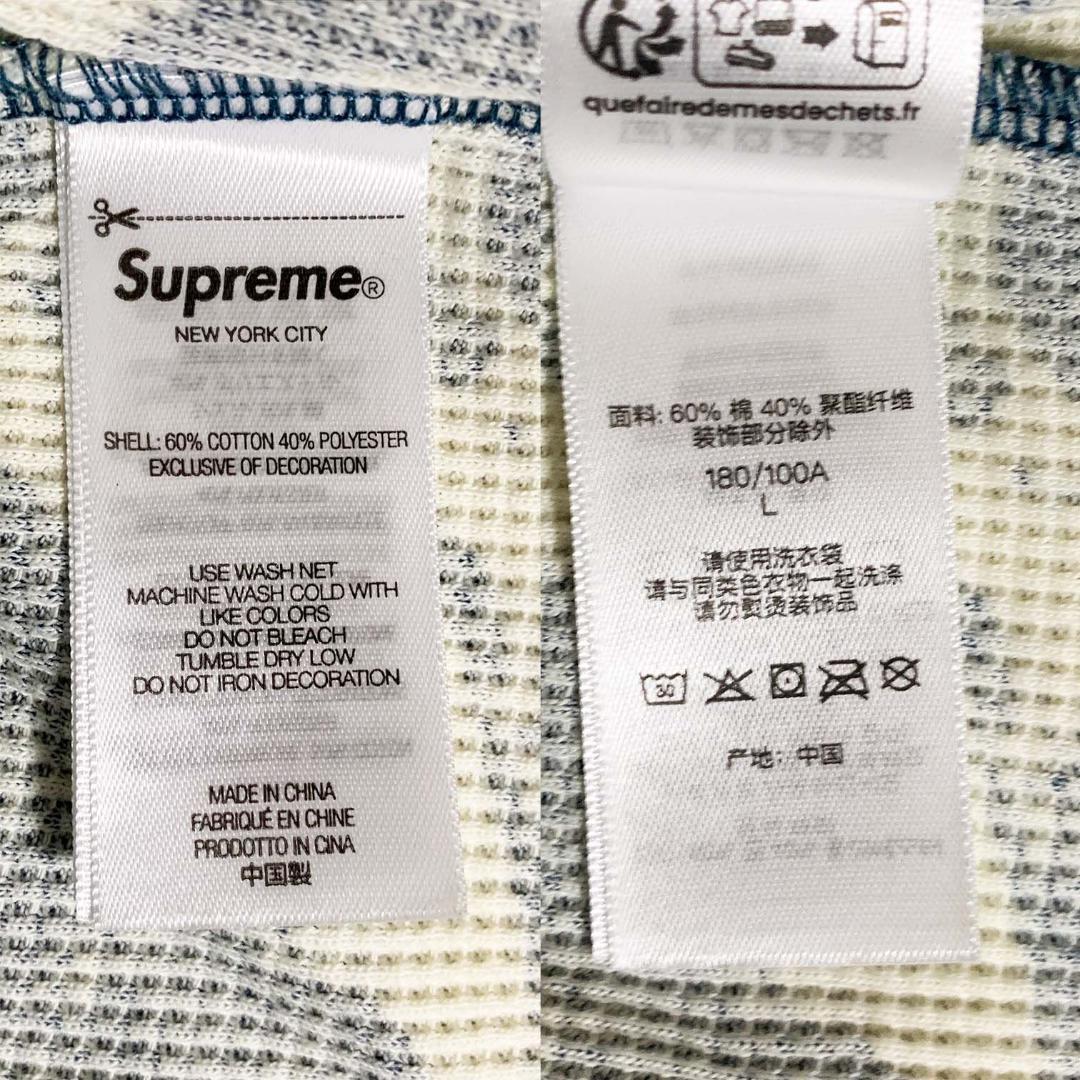 Supreme®
NEW YORK CITY
SHELL: 60% COTTON 40% POLYESTER
EXCLUSIVE OF DECORATION
USE WASH NET
MACHINE WASH COLD WITH
LIKE COLORS
DO NOT BLEACH
TUMBLE DRY LOW
DO NOT IRON DECORATION
MADE IN CHINA
FABRIQUÉ EN CHINE
PRODOTTO IN CINA
中国製
quefairedemesdechets.fr
面料: 60% 棉 40% 聚酯纤维
装饰部分除外
180/100A
L
请使用洗衣袋
请与同类色衣物一起洗涤
请勿熨烫装饰品
30
产地: 中国